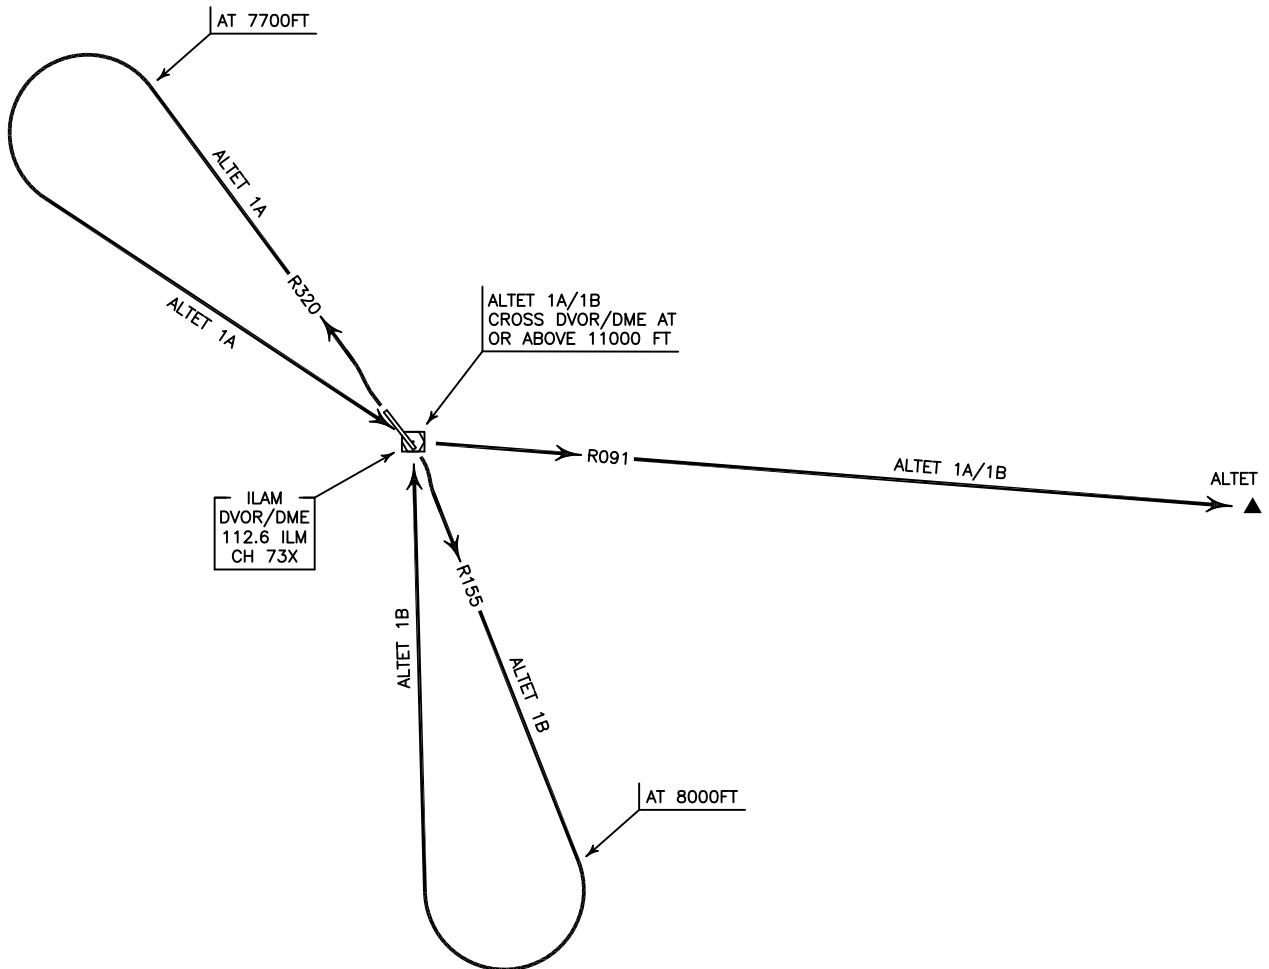 AT 7700FT
ALTET 1A
R320
ALTET 1A
ALTET 1A/1B
CROSS DVOR/DME AT
OR ABOVE 11000 FT
R091
ALTET 1A/1B
ALTET
ILAM
DVOR/DME
112.6 ILM
CH 73X
R155
ALTET 1B
ALTET 1B
AT 8000FT